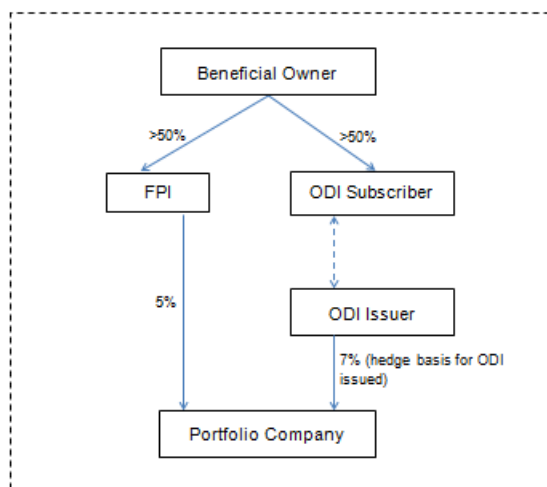 Beneficial Owner
>50%
>50%
FPI
ODI Subscriber
5%
ODI Issuer
7% (hedge basis for ODI
issued)
Portfolio Company